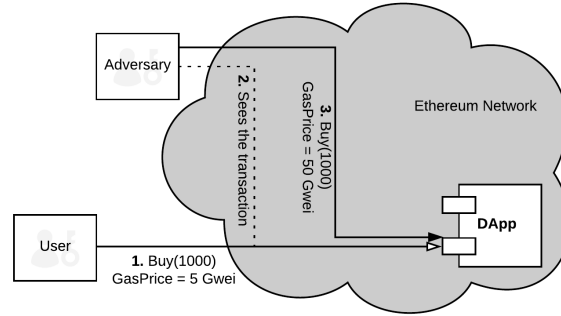 Adversary
2. Sees the transaction
3. Buy(1000)
GasPrice = 50 Gwei
Ethereum Network
DApp
User
1. Buy(1000)
GasPrice = 5 Gwei